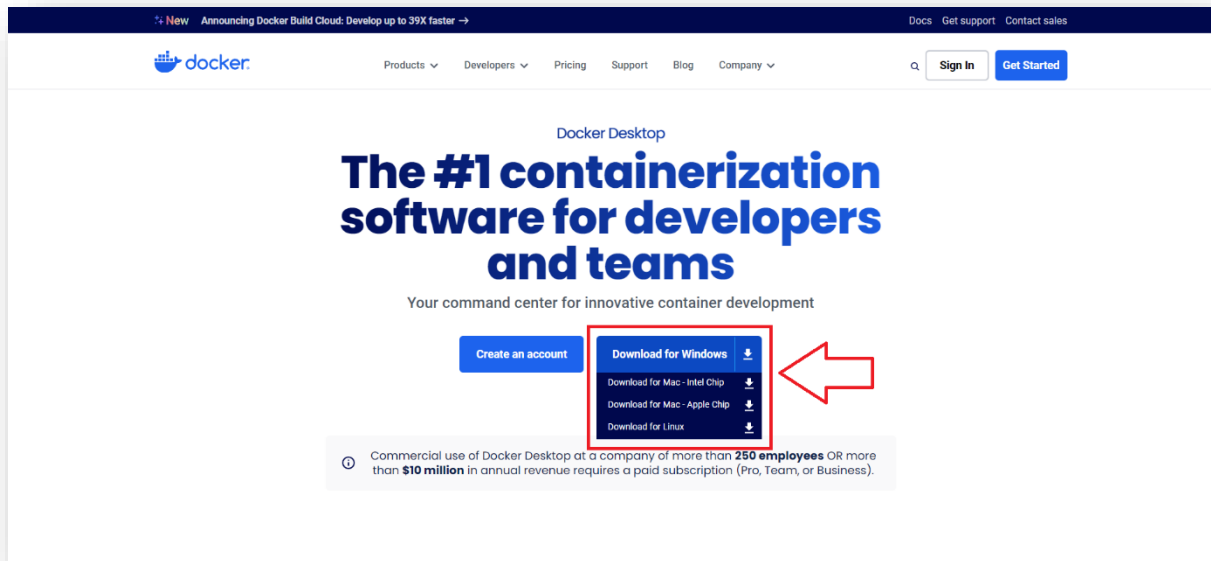 New Announcing Docker Build Cloud: Develop up to 39X faster →
Docs Get support Contact sales
docker
Products Developers Pricing Support Blog Company
Sign In Get Started
Docker Desktop
The #1 containerization
software for developers
and teams
Your command center for innovative container development
Create an account
Download for Windows
Download for Mac - Intel Chip
Download for Mac - Apple Chip
Download for Linux
Commercial use of Docker Desktop at a company of more than 250 employees OR more
than $10 million in annual revenue requires a paid subscription (Pro, Team, or Business).